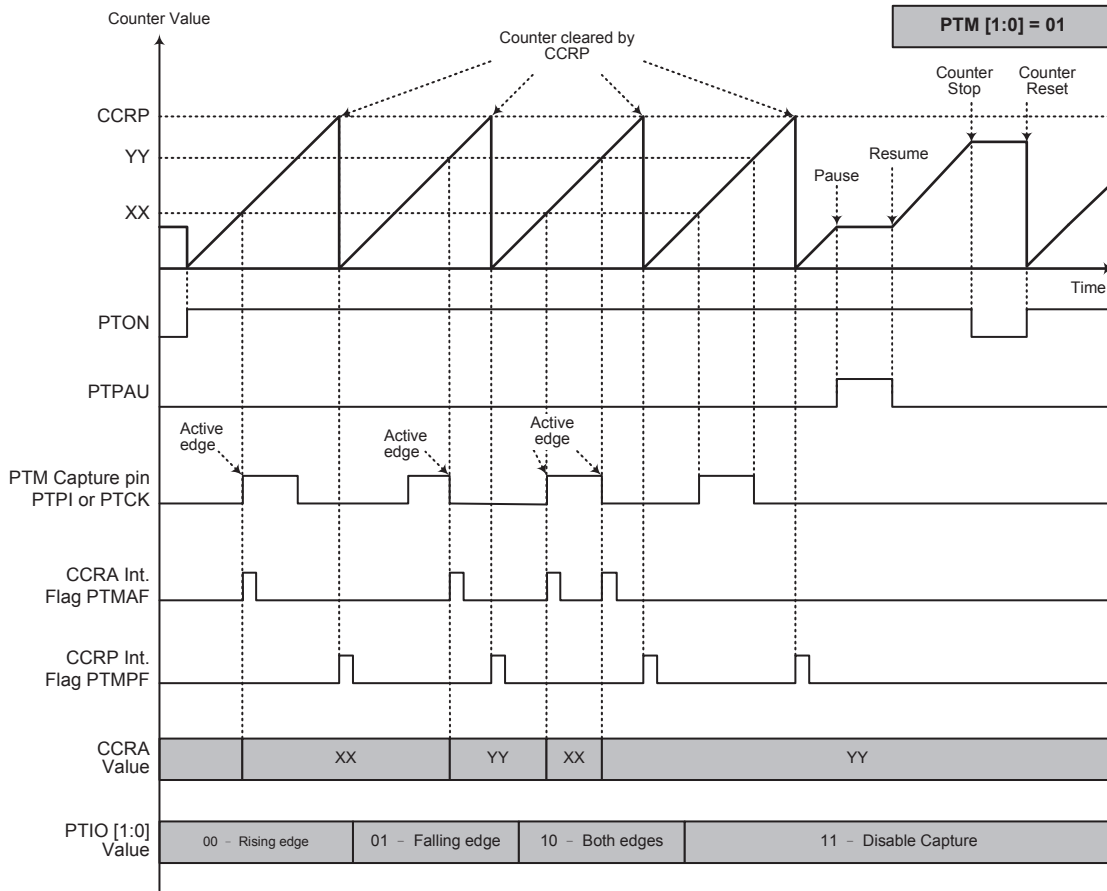 Counter Value
PTM [1:0] = 01
Counter cleared by
CCRP
Counter
Stop
Counter
Reset
CCRP
YY
Resume
Pause
XX
Time
PTON
PTPAU
Active
edge
Active
edge
Active
edge
PTM Capture pin
PTPI or PTCK
CCRA Int.
Flag PTMAF
CCRP Int.
Flag PTMPF
CCRA
Value
XX
YY
XX
YY
PTIO [1:0]
Value
00 – Rising edge
01 – Falling edge
10 – Both edges
11 – Disable Capture